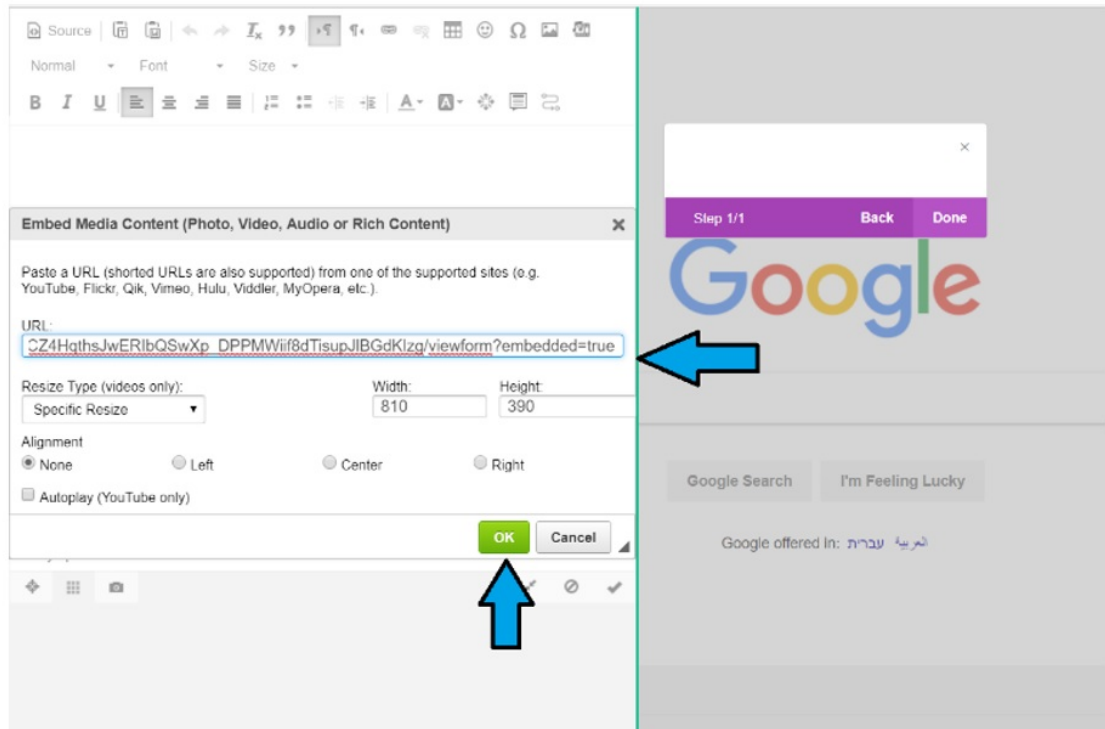 Source
Normal Font Size
B I U
Embed Media Content (Photo, Video, Audio or Rich Content)
Paste a URL (shorted URLs are also supported) from one of the supported sites (e.g.
YouTube, Flickr, Qik, Vimeo, Hulu, Viddler, MyOpera, etc.).
URL:
CZ4HqthsJwERIbQSwXp_DPPMWiif8dTisupJlBGdKlzg/viewform?embedded=true
Resize Type (videos only): Width: Height:
Specific Resize 810 390
Alignment
None Left Center Right
Autoplay (YouTube only)
OK Cancel
Step 1/1 Back Done
Google
Google Search I'm Feeling Lucky
Google offered in: עברית العربية